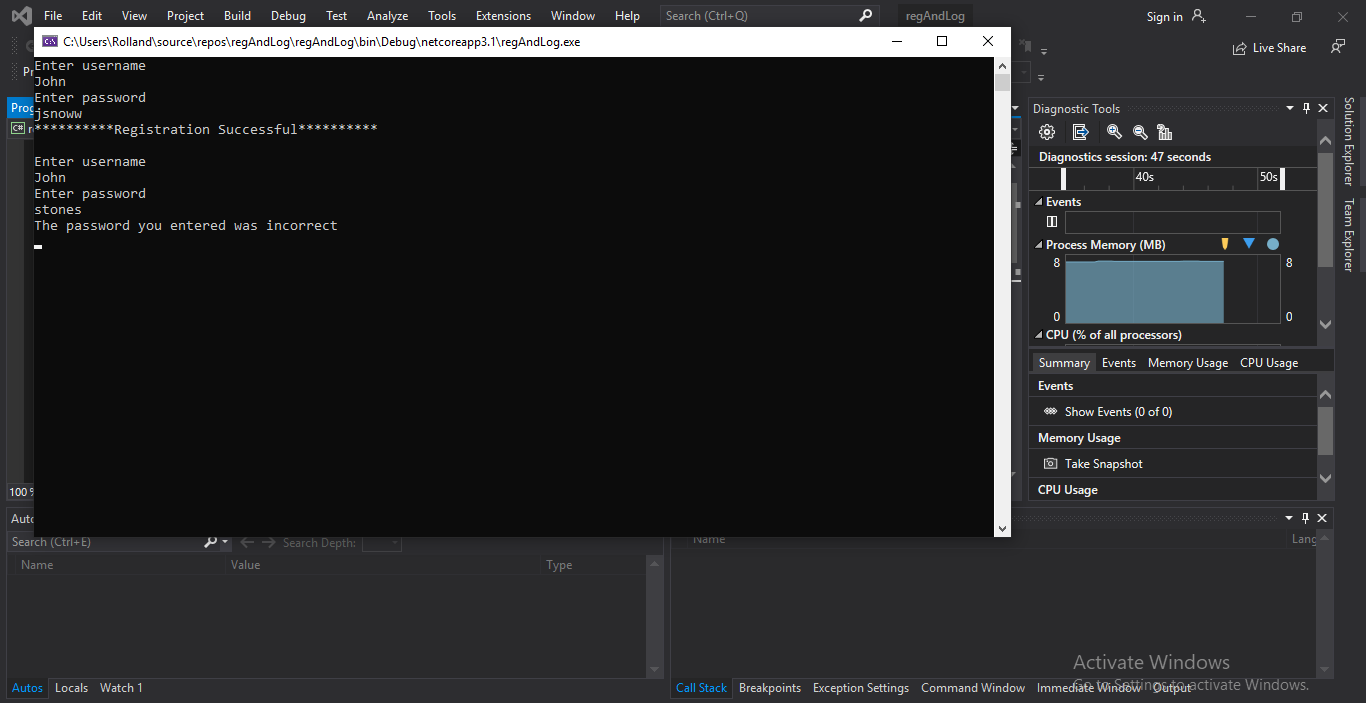 File Edit View Project Build Debug Test Analyze Tools Extensions Window Help Search (Ctrl+Q) regAndLog Sign in
Live Share
C:\Users\Rolland\source\repos\regAndLog\regAndLog\bin\Debug\netcoreapp3.1\regAndLog.exe
Enter username
John
Enter password
jsnoww
**********Registration Successful**********
Enter username
John
Enter password
stones
The password you entered was incorrect
100 %
Diagnostic Tools
Diagnostics session: 47 seconds
40s 50s
Events
Process Memory (MB)
8 8
0 0
CPU (% of all processors)
Summary Events Memory Usage CPU Usage
Events
Show Events (0 of 0)
Memory Usage
Take Snapshot
CPU Usage
Solution Explorer
Team Explorer
Search (Ctrl+E) Search Depth:
Name Value Type
Name Lang
Autos Locals Watch 1
Call Stack Breakpoints Exception Settings Command Window Immediate Window Output
Activate Windows
Go to Settings to activate Windows.